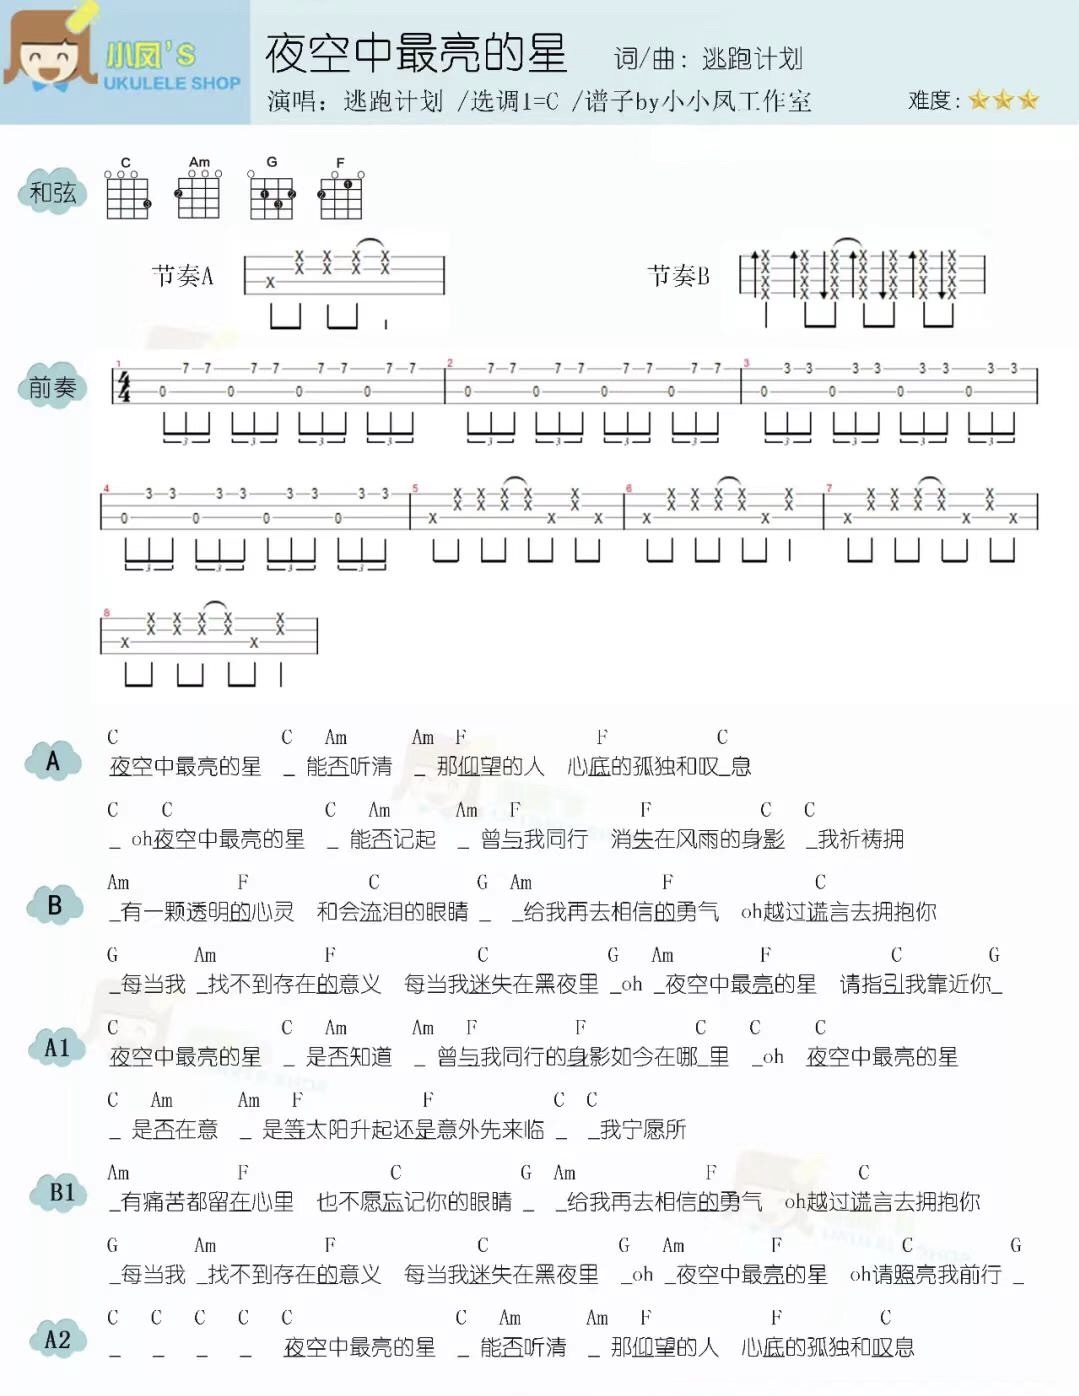 小凤'S
UKULELE SHOP
夜空中最亮的星 词/曲：逃跑计划
演唱：逃跑计划 /选调1=C /谱子by小小凤工作室 难度：
和弦 C Am G F
节奏A 节奏B
前奏
1 2 3
4/4 0 7 7 0 7 7 0 7 7 0 7 7 0 7 7 0 7 7 0 7 7 0 7 7 0 3 3 0 3 3 0 3 3 0 3 3
3 3 3 3 3 3 3 3 3 3 3 3
4 5 6 7
0 3 3 0 3 3 0 3 3 0 3 3
3 3 3 3
8
A
C C Am Am F F C
夜空中最亮的星 _ 能否听清 _ 那仰望的人 心底的孤独和叹_息
C C C Am Am F F C C
_ oh夜空中最亮的星 _ 能否记起 _ 曾与我同行 消失在风雨的身影 _我祈祷拥
B
Am F C G Am F C
_有一颗透明的心灵 和会流泪的眼睛 _ _给我再去相信的勇气 oh越过谎言去拥抱你
G Am F C G Am F C G
_每当我 _找不到存在的意义 每当我迷失在黑夜里 _oh _夜空中最亮的星 请指引我靠近你_
A1
C C Am Am F F C C C
夜空中最亮的星 _ 是否知道 _ 曾与我同行的身影如今在哪_里 _oh 夜空中最亮的星
C Am Am F F C C
_ 是否在意 _ 是等太阳升起还是意外先来临 _ _我宁愿所
B1
Am F C G Am F C
_有痛苦都留在心里 也不愿忘记你的眼睛 _ _给我再去相信的勇气 oh越过谎言去拥抱你
G Am F C G Am F C G
_每当我 _找不到存在的意义 每当我迷失在黑夜里 _oh _夜空中最亮的星 oh请照亮我前行 _
A2
C C C C C C Am Am F F C
_ _ _ _ 夜空中最亮的星 _ 能否听清 _ 那仰望的人 心底的孤独和叹息